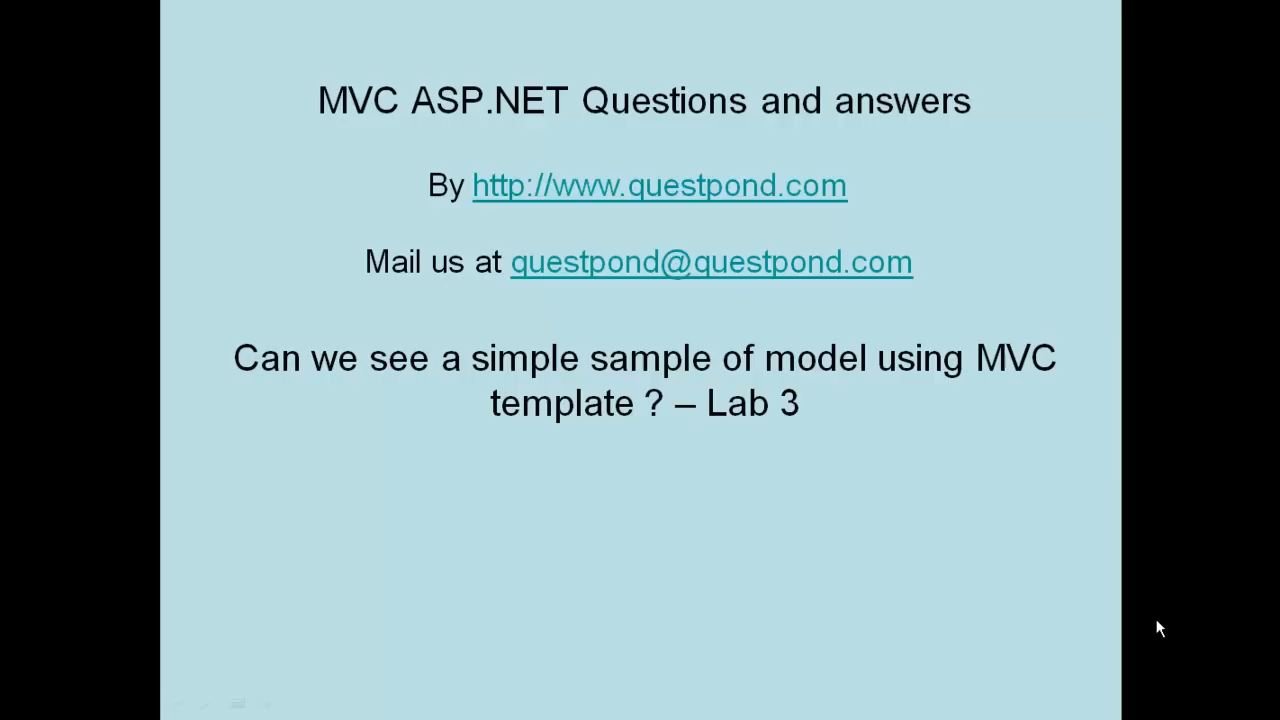 MVC ASP.NET Questions and answers
By http://www.questpond.com
Mail us at questpond@questpond.com
Can we see a simple sample of model using MVC
template ? – Lab 3